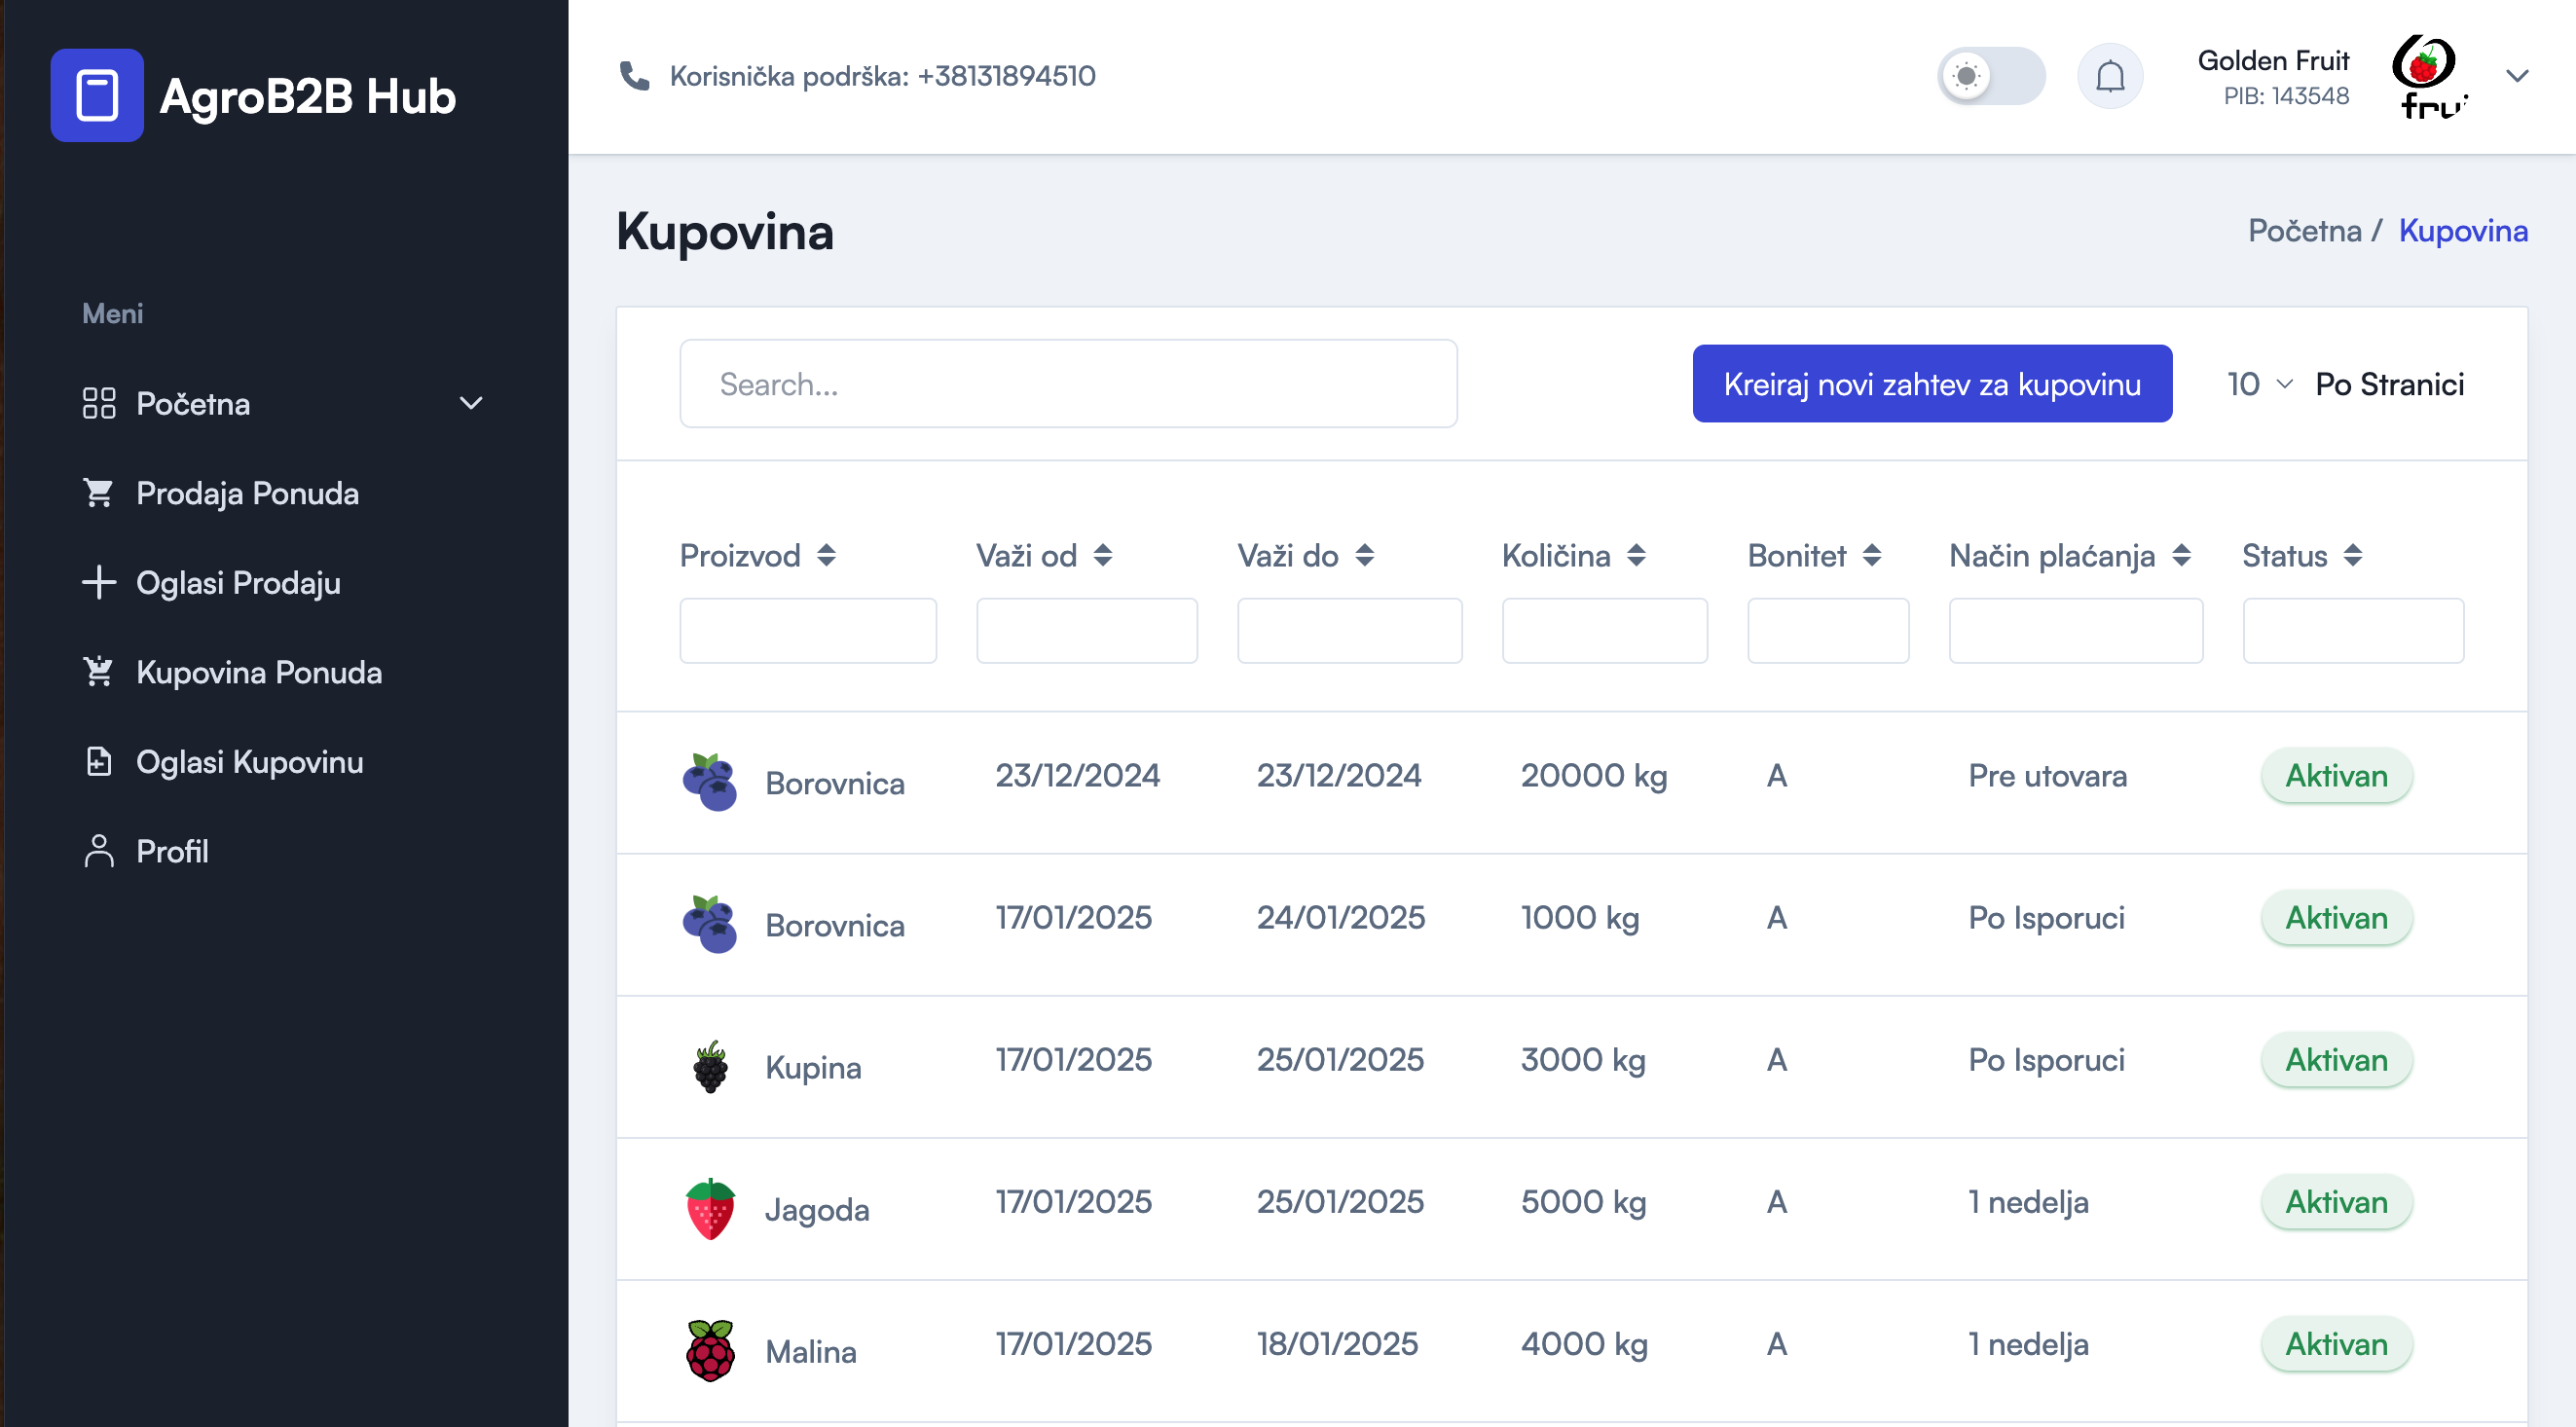 AgroB2B Hub
Meni
Početna
Prodaja Ponuda
Oglasi Prodaju
Kupovina Ponuda
Oglasi Kupovinu
Profil
Korisnička podrška: +38131894510
Golden Fruit
PIB: 143548
frui
Kupovina
Početna / Kupovina
Search...
Kreiraj novi zahtev za kupovinu
10 Po Stranici
Proizvod Važi od Važi do Količina Bonitet Način plaćanja Status
Borovnica 23/12/2024 23/12/2024 20000 kg A Pre utovara Aktivan
Borovnica 17/01/2025 24/01/2025 1000 kg A Po Isporuci Aktivan
Kupina 17/01/2025 25/01/2025 3000 kg A Po Isporuci Aktivan
Jagoda 17/01/2025 25/01/2025 5000 kg A 1 nedelja Aktivan
Malina 17/01/2025 18/01/2025 4000 kg A 1 nedelja Aktivan